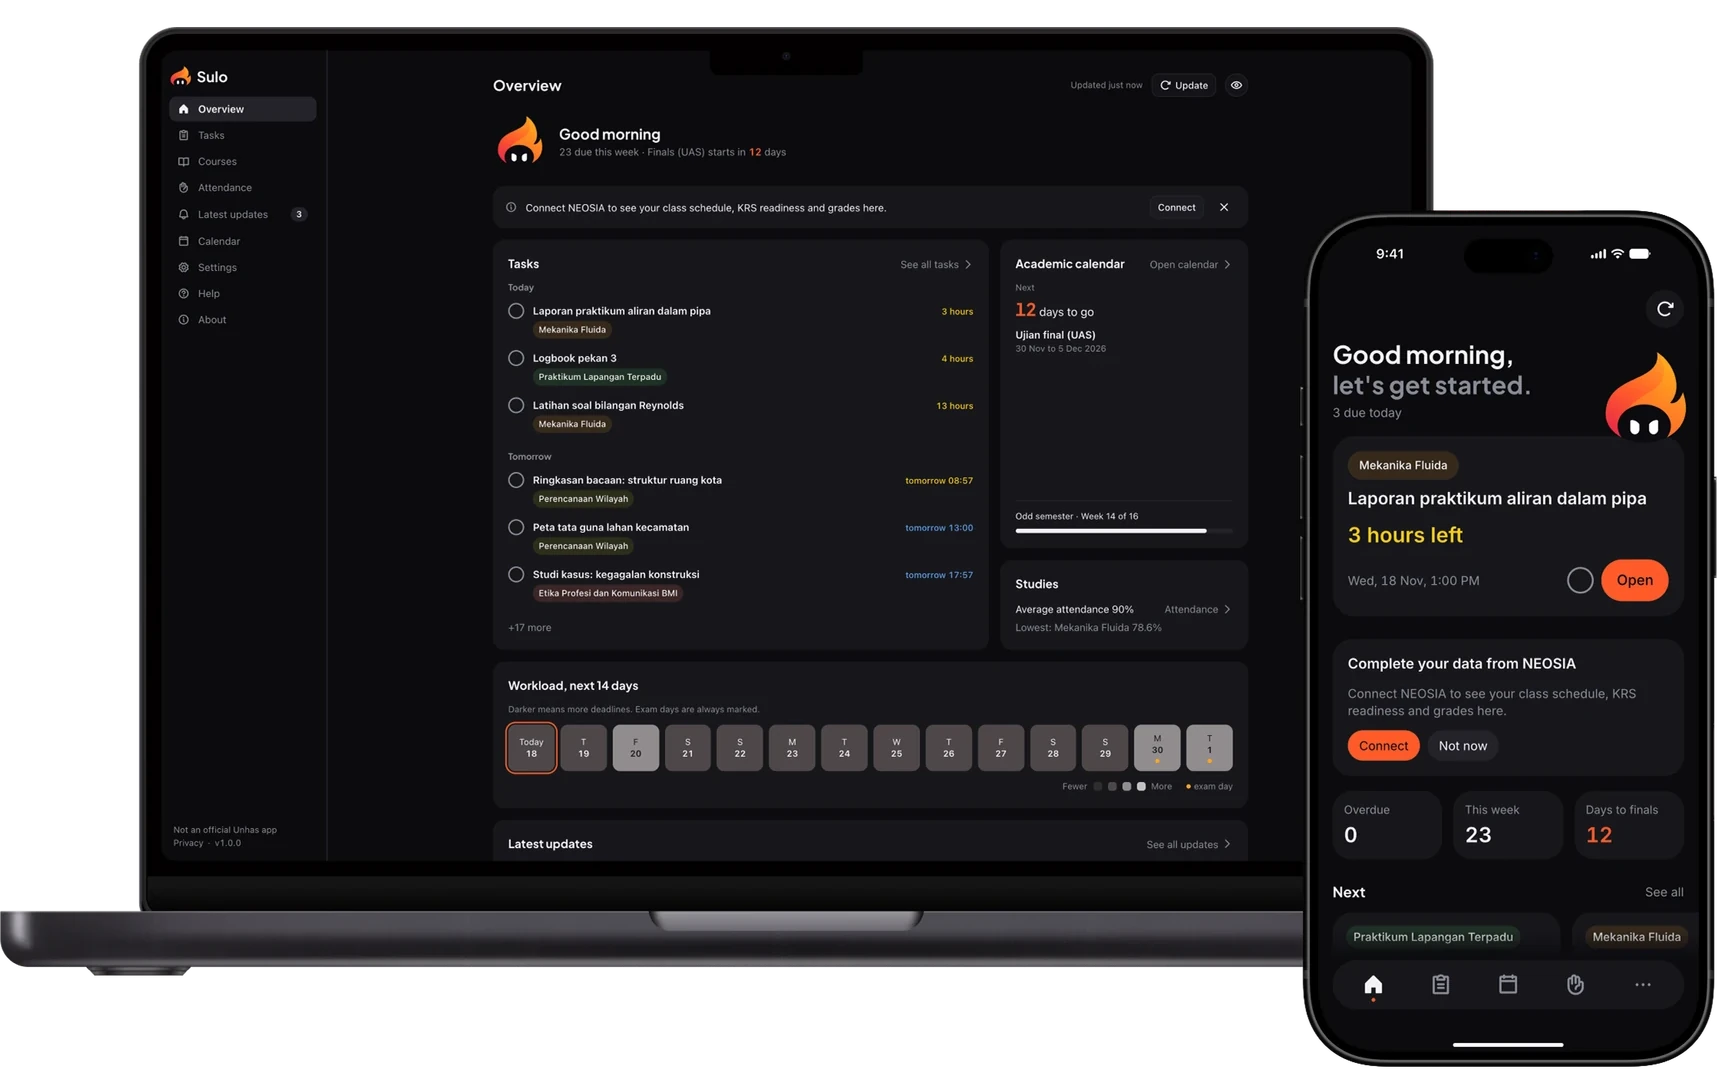 Sulo
Overview
Tasks
Courses
Attendance
Latest updates 3
Calendar
Settings
Help
About
Not an official Unhas app
Privacy · v1.0.0
Overview
Updated just now Update
Good morning
23 due this week · Finals (UAS) starts in 12 days
Connect NEOSIA to see your class schedule, KRS readiness and grades here. Connect
Tasks See all tasks
Today
Laporan praktikum aliran dalam pipa 3 hours
Mekanika Fluida
Logbook pekan 3 4 hours
Praktikum Lapangan Terpadu
Latihan soal bilangan Reynolds 13 hours
Mekanika Fluida
Tomorrow
Ringkasan bacaan: struktur ruang kota tomorrow 08:57
Perencanaan Wilayah
Peta tata guna lahan kecamatan tomorrow 13:00
Perencanaan Wilayah
Studi kasus: kegagalan konstruksi tomorrow 17:57
Etika Profesi dan Komunikasi BMI
+17 more
Academic calendar Open calendar
Next
12 days to go
Ujian final (UAS)
30 Nov to 5 Dec 2026
Odd semester · Week 14 of 16
Studies
Average attendance 90% Attendance
Lowest: Mekanika Fluida 78.6%
Workload, next 14 days
Darker means more deadlines. Exam days are always marked.
Today T F S S M T W T F S S M T
18 19 20 21 22 23 24 25 26 27 28 29 30 1
Fewer More exam day
Latest updates See all updates
9:41
Good morning,
let's get started.
3 due today
Mekanika Fluida
Laporan praktikum aliran dalam pipa
3 hours left
Wed, 18 Nov, 1:00 PM Open
Complete your data from NEOSIA
Connect NEOSIA to see your class schedule, KRS
readiness and grades here.
Connect Not now
Overdue This week Days to finals
0 23 12
Next See all
Praktikum Lapangan Terpadu Mekanika Fluida